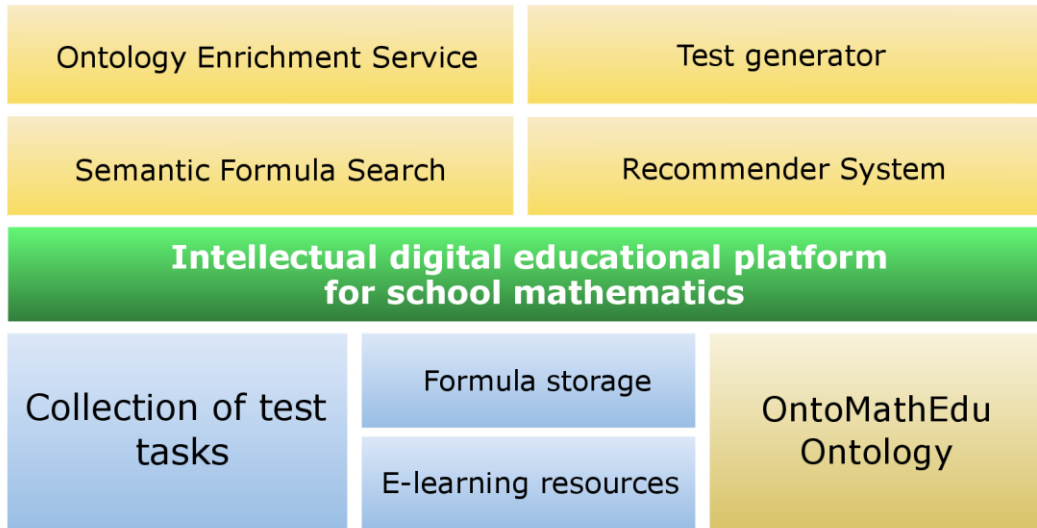 Ontology Enrichment Service
Test generator
Semantic Formula Search
Recommender System
Intellectual digital educational platform
for school mathematics
Collection of test
tasks
Formula storage
E-learning resources
OntoMathEdu
Ontology